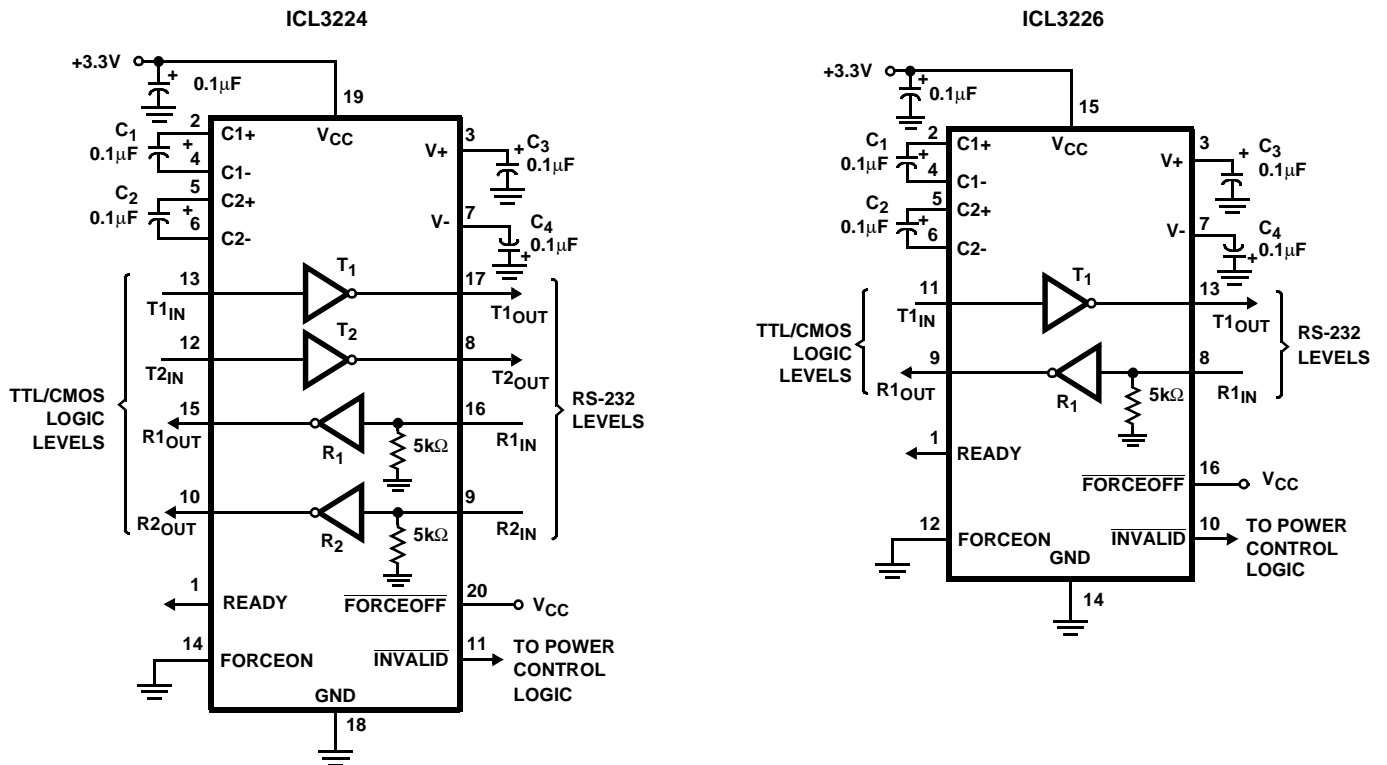 ICL3224
+3.3V
+
0.1μF
19
2
C1+
VCC
3
V+
+
C3
0.1μF
C1
0.1μF
+
4
C1-
5
C2+
C2
0.1μF
+
6
C2-
7
V-
C4
0.1μF
+
T1
13
T1IN
17
T1OUT
T2
12
T2IN
8
T2OUT
TTL/CMOS
LOGIC
LEVELS
RS-232
LEVELS
15
R1OUT
R1
16
R1IN
5kΩ
10
R2OUT
R2
9
R2IN
5kΩ
1
READY
20
FORCEOFF
VCC
14
FORCEON
11
INVALID
TO POWER
CONTROL
LOGIC
GND
18
ICL3226
+3.3V
+
0.1μF
15
2
C1+
VCC
3
V+
+
C3
0.1μF
C1
0.1μF
+
4
C1-
5
C2+
C2
0.1μF
+
6
C2-
7
V-
C4
0.1μF
+
T1
11
T1IN
13
T1OUT
TTL/CMOS
LOGIC
LEVELS
RS-232
LEVELS
9
R1OUT
R1
8
R1IN
5kΩ
1
READY
16
FORCEOFF
VCC
12
FORCEON
10
INVALID
TO POWER
CONTROL
LOGIC
GND
14